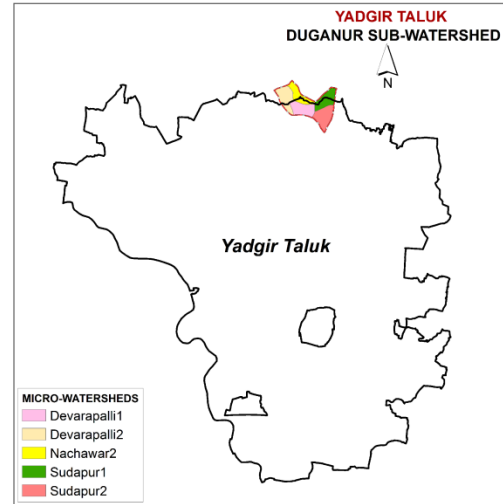 YADGIR TALUK
DUGANUR SUB-WATERSHED
N
Yadgir Taluk
MICRO-WATERSHEDS
Devarapalli1
Devarapalli2
Nachawar2
Sudapur1
Sudapur2